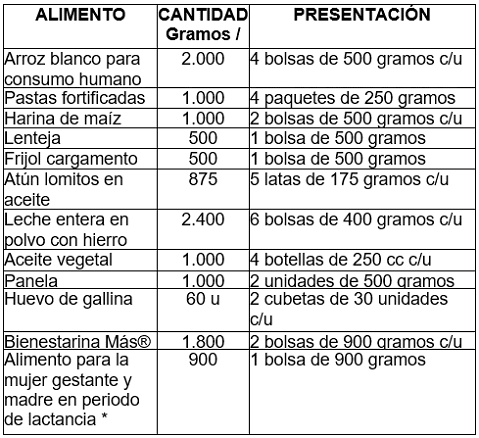 ALIMENTO CANTIDAD Gramos / PRESENTACIÓN
Arroz blanco para consumo humano 2.000 4 bolsas de 500 gramos c/u
Pastas fortificadas 1.000 4 paquetes de 250 gramos
Harina de maíz 1.000 2 bolsas de 500 gramos c/u
Lenteja 500 1 bolsa de 500 gramos
Frijol cargamento 500 1 bolsa de 500 gramos
Atún lomitos en aceite 875 5 latas de 175 gramos c/u
Leche entera en polvo con hierro 2.400 6 bolsas de 400 gramos c/u
Aceite vegetal 1.000 4 botellas de 250 cc c/u
Panela 1.000 2 unidades de 500 gramos
Huevo de gallina 60 u 2 cubetas de 30 unidades c/u
Bienestarina Más® 1.800 2 bolsas de 900 gramos c/u
Alimento para la mujer gestante y madre en periodo de lactancia * 900 1 bolsa de 900 gramos